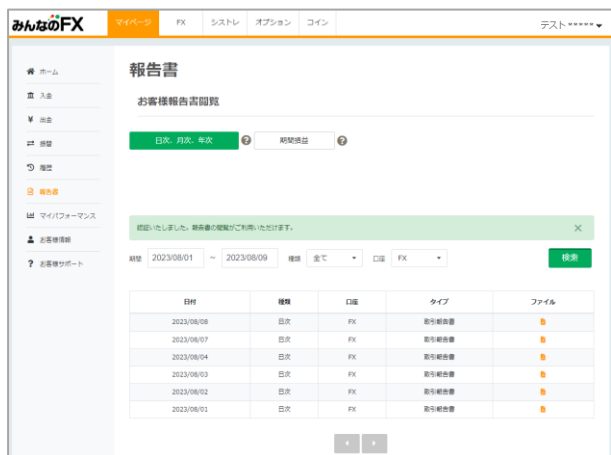 みんなのFX マイページ FX シストレ オプション コイン テスト *****
ホーム
入金
出金
振替
履歴
報告書
マイパフォーマンス
お客様情報
お客様サポート
報告書
お客様報告書閲覧
日次、月次、年次 期間損益
認証いたしました。報告書の閲覧がご利用いただけます。
期間 2023/08/01 ~ 2023/08/09 種類 全て 口座 FX 検索
日付 種類 口座 タイプ ファイル
2023/08/08 日次 FX 取引報告書
2023/08/07 日次 FX 取引報告書
2023/08/04 日次 FX 取引報告書
2023/08/03 日次 FX 取引報告書
2023/08/02 日次 FX 取引報告書
2023/08/01 日次 FX 取引報告書